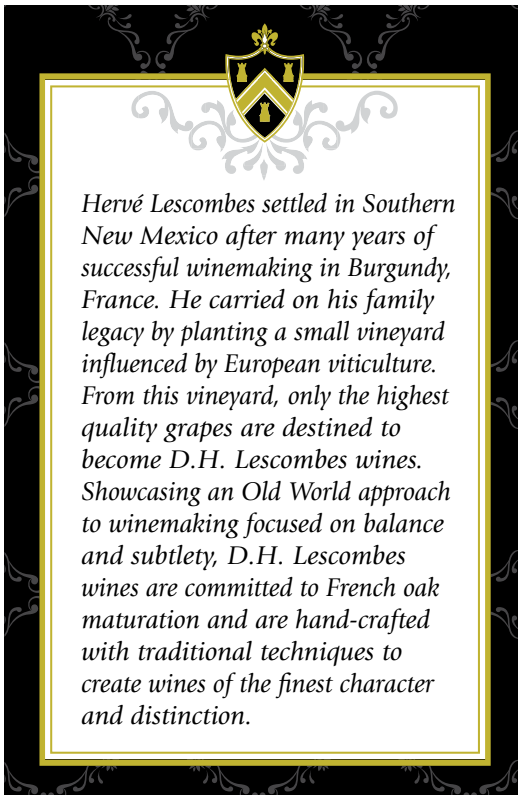 Hervé Lescombes settled in Southern
New Mexico after many years of
successful winemaking in Burgundy,
France. He carried on his family
legacy by planting a small vineyard
influenced by European viticulture.
From this vineyard, only the highest
quality grapes are destined to
become D.H. Lescombes wines.
Showcasing an Old World approach
to winemaking focused on balance
and subtlety, D.H. Lescombes
wines are committed to French oak
maturation and are hand-crafted
with traditional techniques to
create wines of the finest character
and distinction.